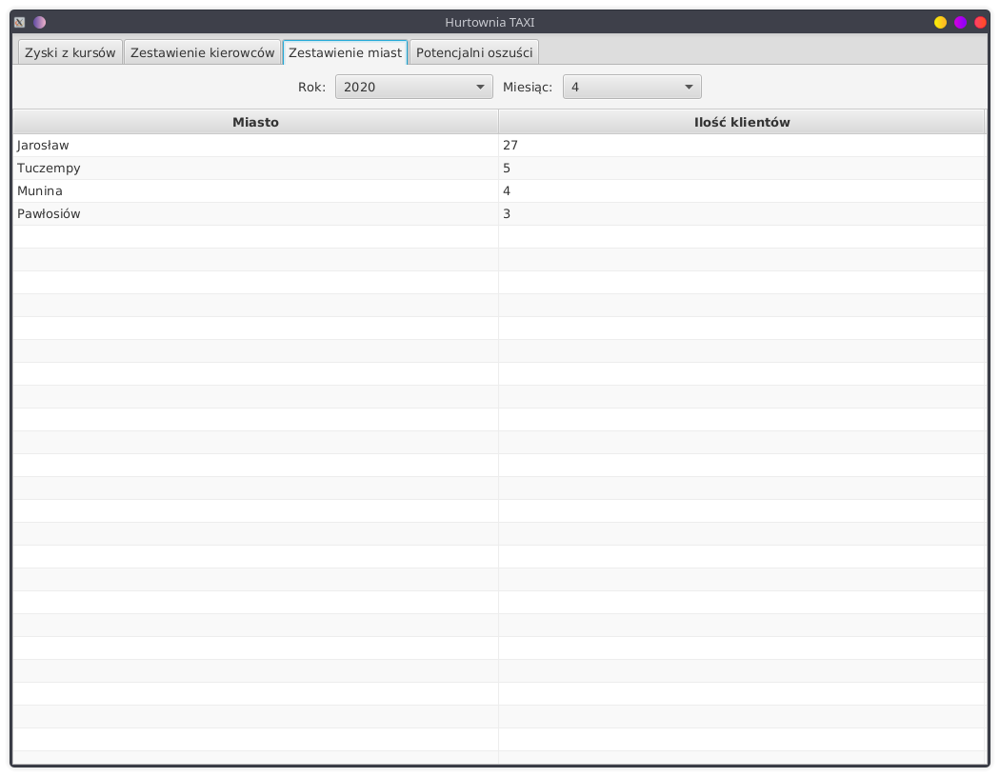 Hurtownia TAXI
Zyski z kursów Zestawienie kierowców Zestawienie miast Potencjalni oszuści
Rok: 2020 Miesiąc: 4
Miasto Ilość klientów
Jarosław 27
Tuczempy 5
Munina 4
Pawłosiów 3